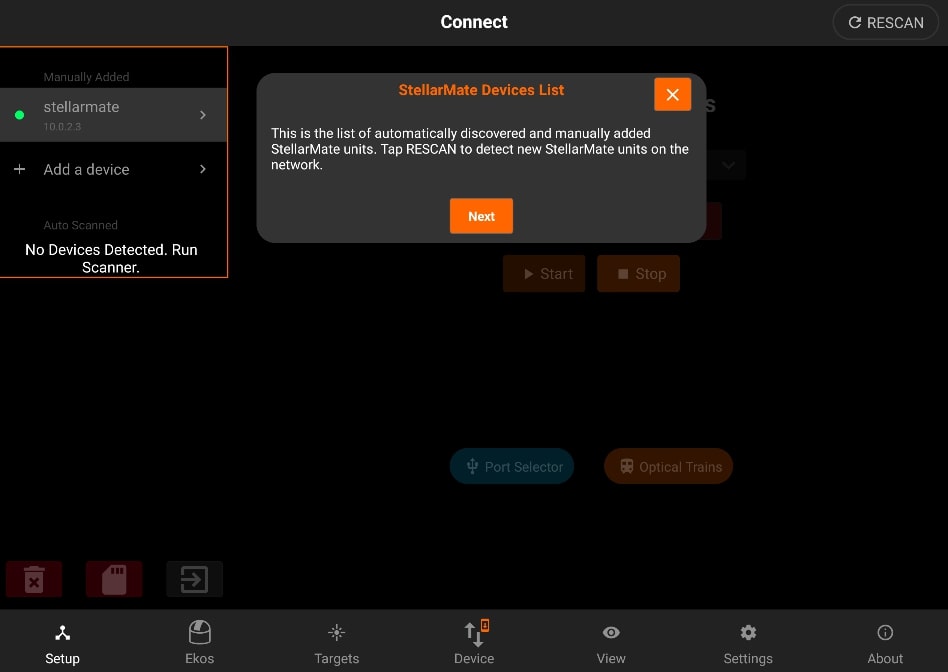 Connect
RESCAN
Manually Added
stellarmate
10.0.2.3
Add a device
Auto Scanned
No Devices Detected. Run
Scanner.
StellarMate Devices List
This is the list of automatically discovered and manually added
StellarMate units. Tap RESCAN to detect new StellarMate units on the
network.
Next
Start
Stop
Port Selector
Optical Trains
Setup
Ekos
Targets
Device
View
Settings
About